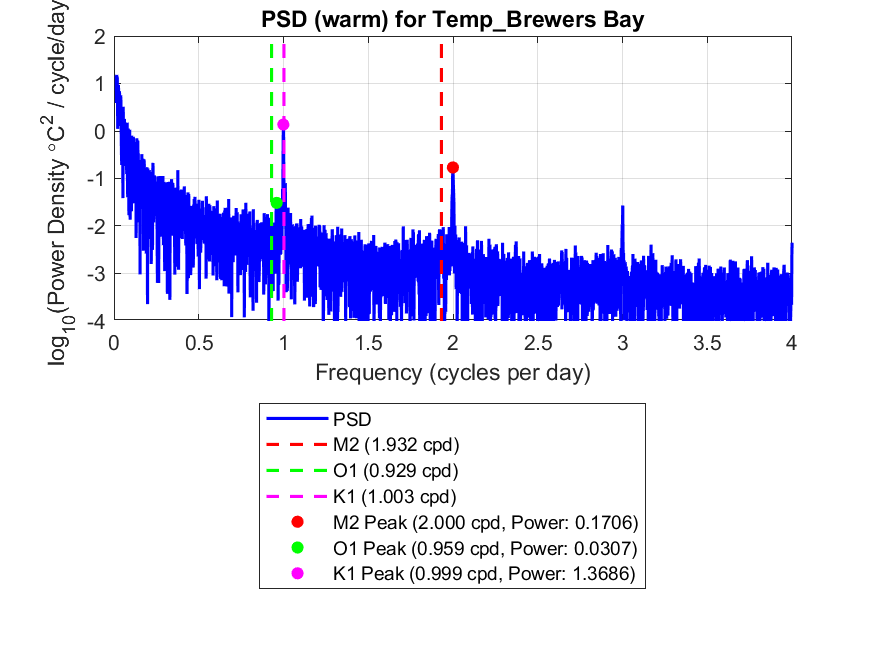 PSD (warm) for Temp_Brewers Bay
log10(Power Density °C2 / cycle/day
2
1
0
-1
-2
-3
-4
0 0.5 1 1.5 2 2.5 3 3.5 4
Frequency (cycles per day)
PSD
M2 (1.932 cpd)
O1 (0.929 cpd)
K1 (1.003 cpd)
M2 Peak (2.000 cpd, Power: 0.1706)
O1 Peak (0.959 cpd, Power: 0.0307)
K1 Peak (0.999 cpd, Power: 1.3686)